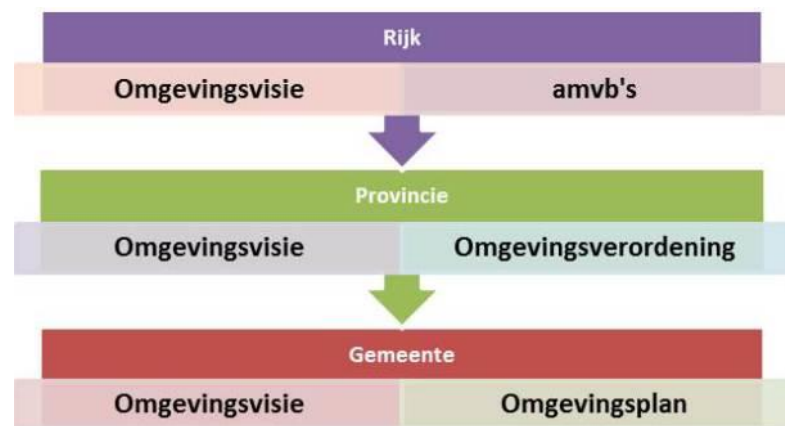 Rijk
Omgevingsvisie amvb's
Provincie
Omgevingsvisie Omgevingsverordening
Gemeente
Omgevingsvisie Omgevingsplan